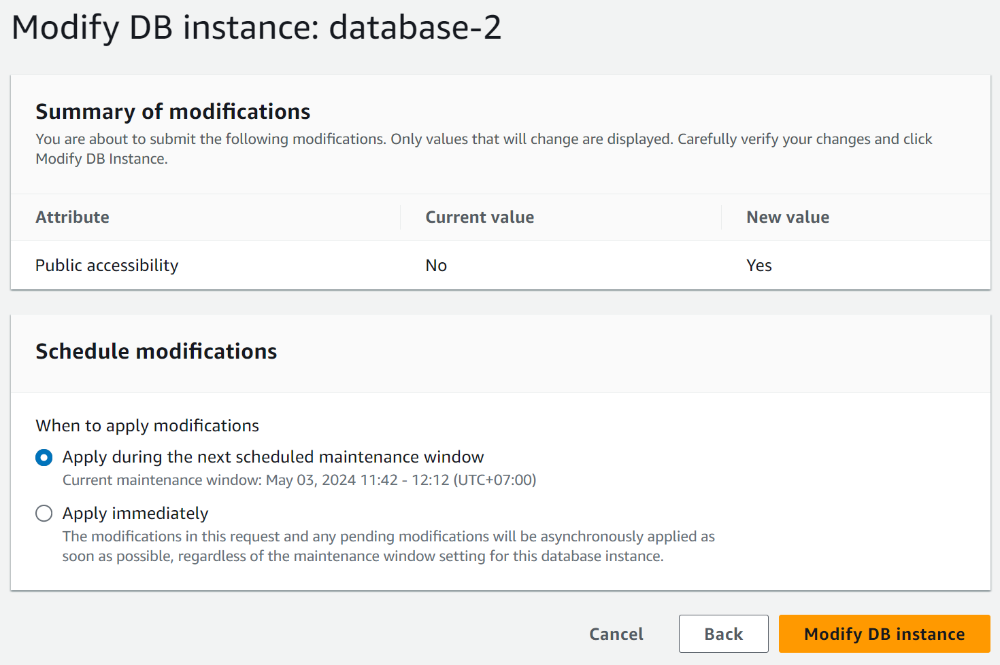 Modify DB instance: database-2
Summary of modifications
You are about to submit the following modifications. Only values that will change are displayed. Carefully verify your changes and click
Modify DB Instance.
Attribute Current value New value
Public accessibility No Yes
Schedule modifications
When to apply modifications
Apply during the next scheduled maintenance window
Current maintenance window: May 03, 2024 11:42 - 12:12 (UTC+07:00)
Apply immediately
The modifications in this request and any pending modifications will be asynchronously applied as
soon as possible, regardless of the maintenance window setting for this database instance.
Cancel Back Modify DB instance